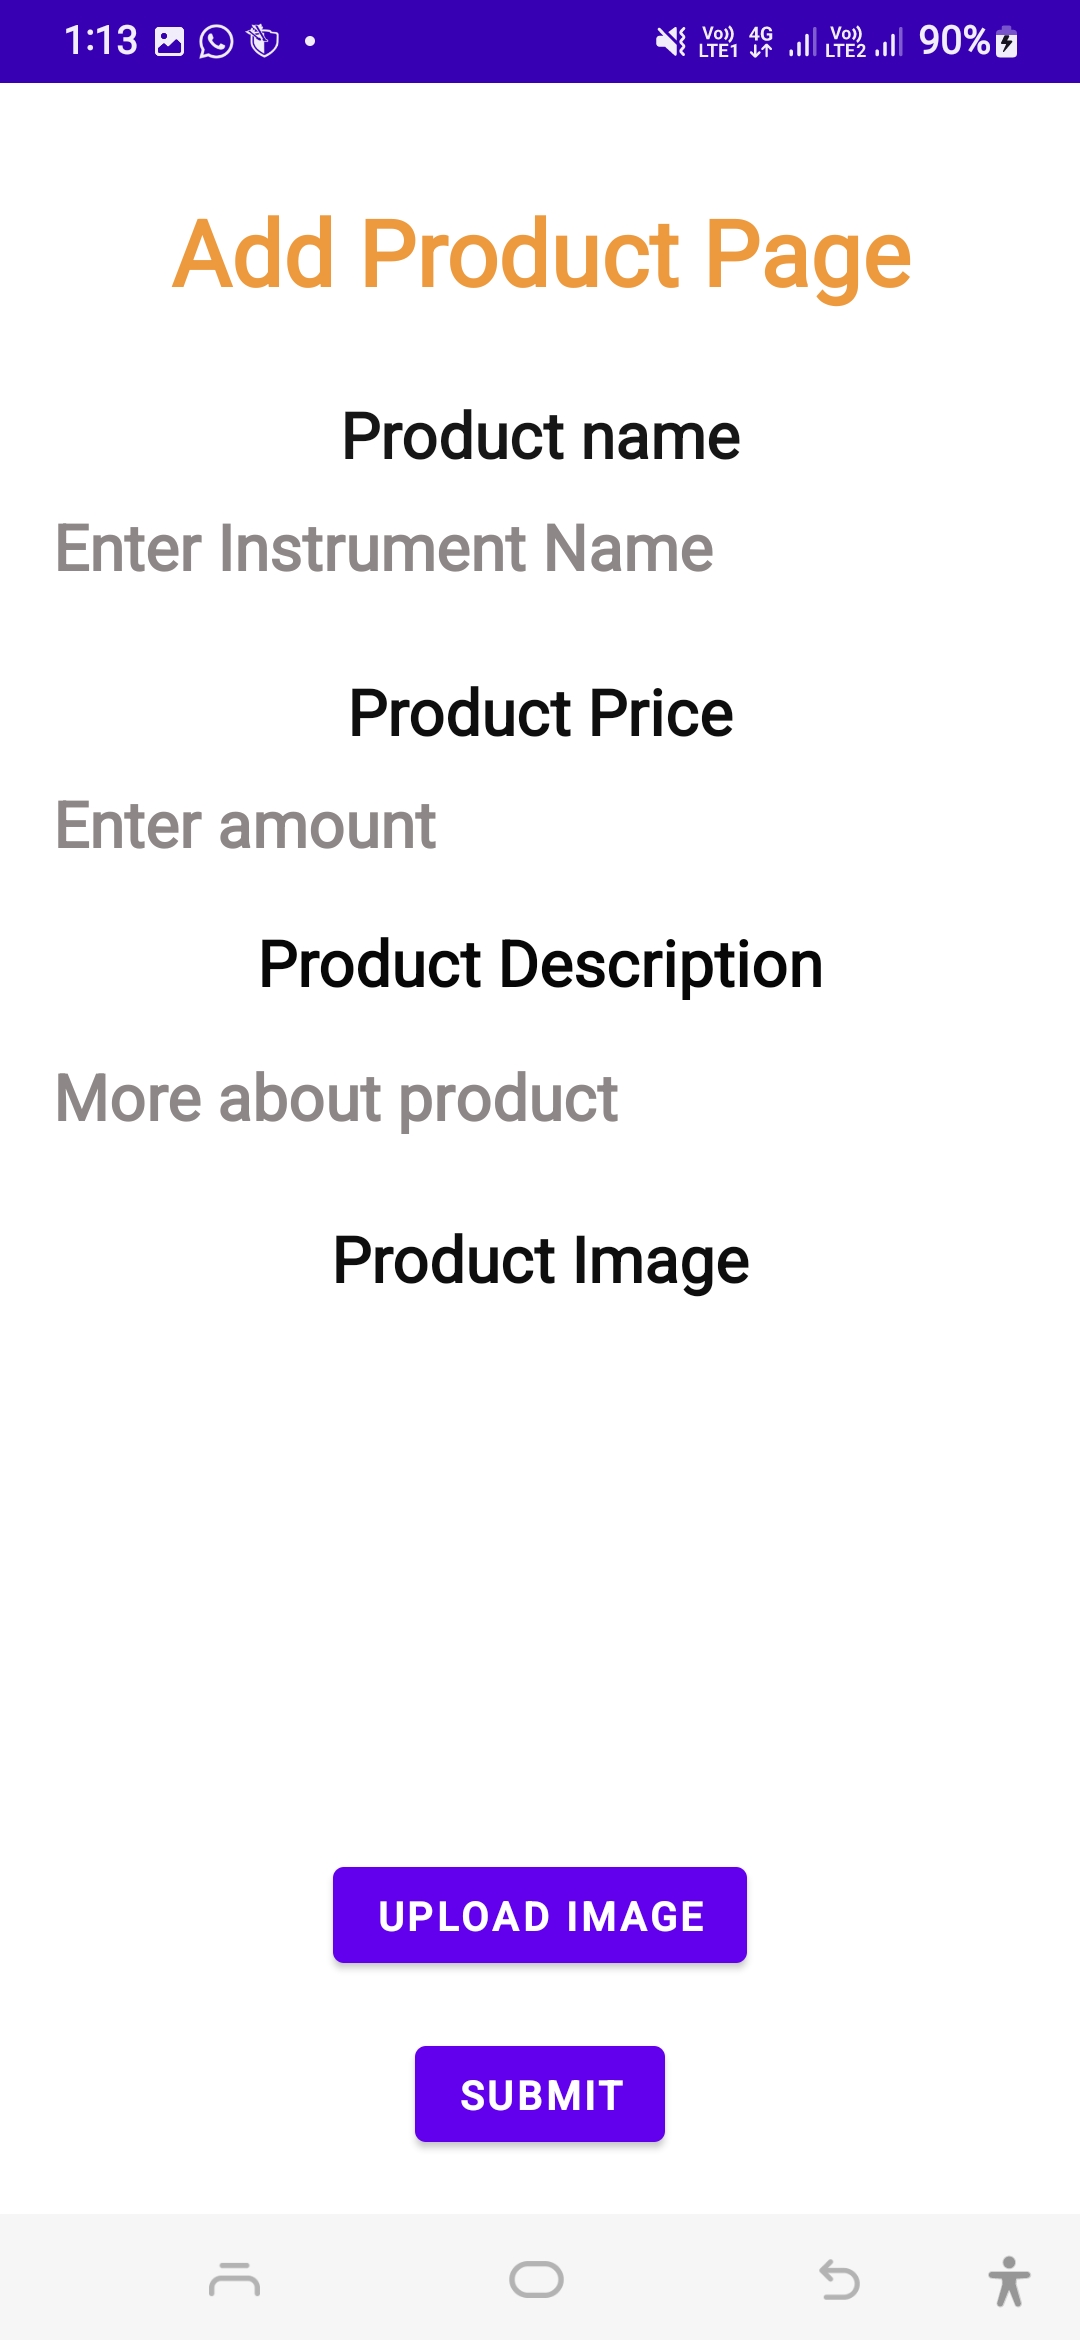 1:13
Vo)) LTE1 4G Vo)) LTE2 90%
Add Product Page
Product name
Enter Instrument Name
Product Price
Enter amount
Product Description
More about product
Product Image
UPLOAD IMAGE
SUBMIT